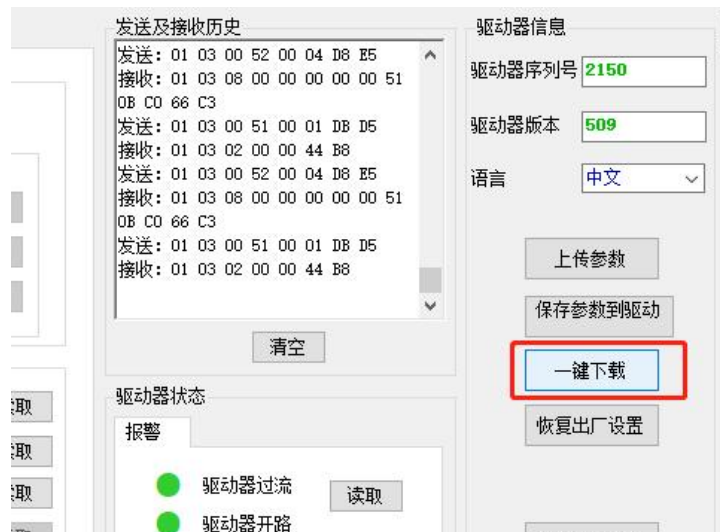 发送及接收历史
发送: 01 03 00 52 00 04 D8 E5
接收: 01 03 08 00 00 00 00 00 51
0B C0 66 C3
发送: 01 03 00 51 00 01 DB D5
接收: 01 03 02 00 00 44 B8
发送: 01 03 00 52 00 04 D8 E5
接收: 01 03 08 00 00 00 00 00 51
0B C0 66 C3
发送: 01 03 00 51 00 01 DB D5
接收: 01 03 02 00 00 44 B8
清空
驱动器信息
驱动器序列号 2150
驱动器版本 509
语言 中文
上传参数
保存参数到驱动
一键下载
恢复出厂设置
取
取
取
驱动器状态
报警
驱动器过流 读取
驱动器开路